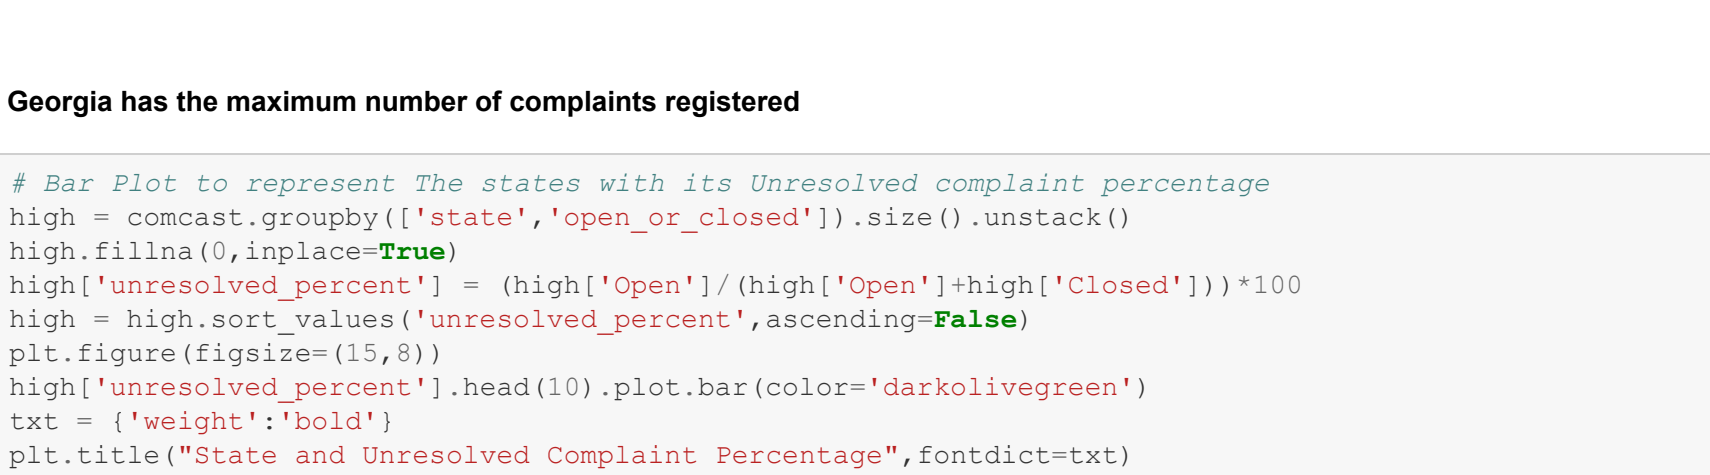 Georgia has the maximum number of complaints registered
# Bar Plot to represent The states with its Unresolved complaint percentage
high = comcast.groupby(['state','open_or_closed']).size().unstack()
high.fillna(0,inplace=True)
high['unresolved_percent'] = (high['Open']/(high['Open']+high['Closed']))*100
high = high.sort_values('unresolved_percent',ascending=False)
plt.figure(figsize=(15,8))
high['unresolved_percent'].head(10).plot.bar(color='darkolivegreen')
txt = {'weight':'bold'}
plt.title("State and Unresolved Complaint Percentage",fontdict=txt)